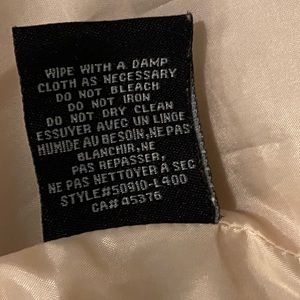 WIPE WITH A DAMP
CLOTH AS NECESSARY
DO NOT BLEACH
DO NOT IRON
DO NOT DRY CLEAN
ESSUYER AVEC UN LINGE
HUMIDE AU BESOIN,NE PAS
BLANCHIR,NE
PAS REPASSER,
NE PAS NETTOYER A SEC
STYLE#50910-L400
CA# 45376